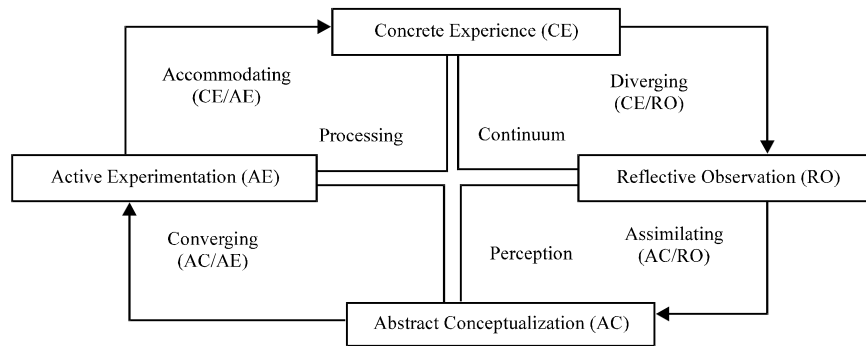 Concrete Experience (CE)
Accommodating
(CE/AE)
Diverging
(CE/RO)
Processing
Continuum
Active Experimentation (AE)
Reflective Observation (RO)
Converging
(AC/AE)
Perception
Assimilating
(AC/RO)
Abstract Conceptualization (AC)